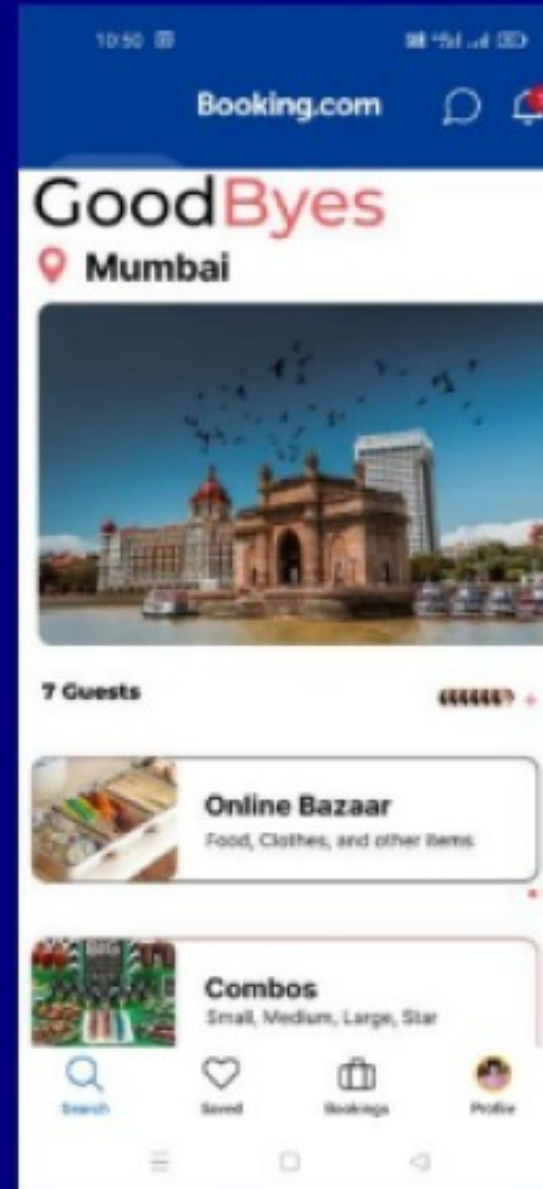 10:50
Booking.com
GoodByes
Mumbai
7 Guests
Online Bazaar
Food, Clothes, and other items
Combos
Small, Medium, Large, Star
Search
Saved
Bookings
Profile